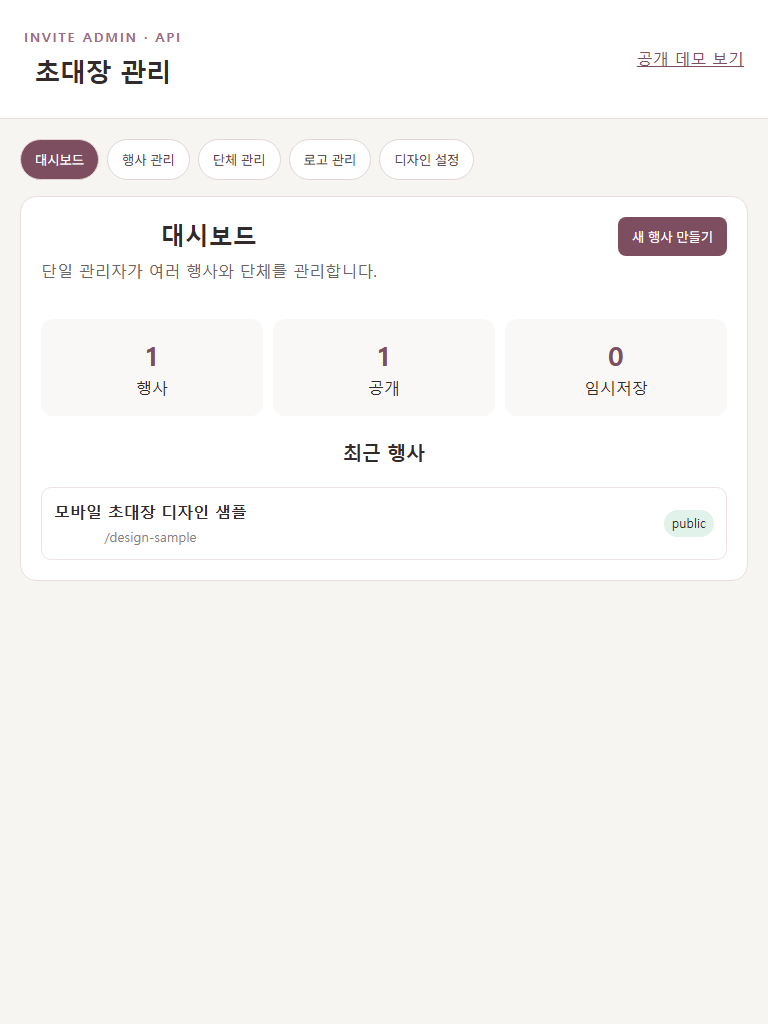 INVITE ADMIN · API
초대장 관리
공개 데모 보기
대시보드
행사 관리
단체 관리
로고 관리
디자인 설정
대시보드
새 행사 만들기
단일 관리자가 여러 행사와 단체를 관리합니다.
1
행사
1
공개
0
임시저장
최근 행사
모바일 초대장 디자인 샘플
/design-sample
public